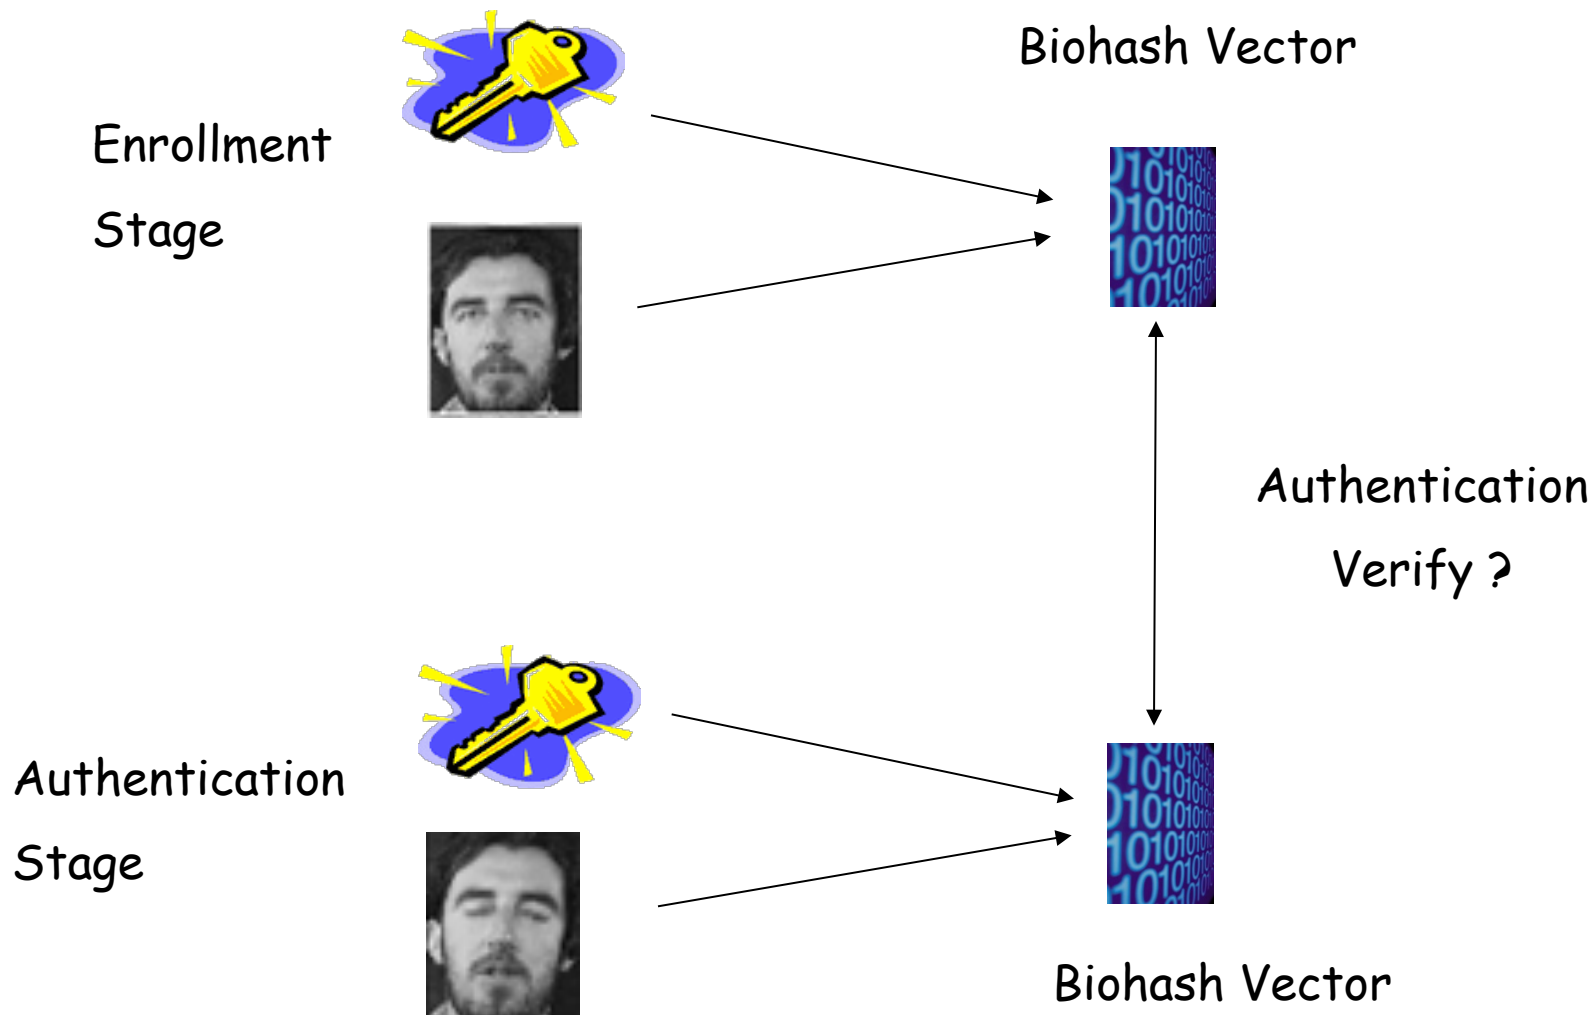 Biohash Vector
Enrollment
Stage
Authentication
Verify ?
Authentication
Stage
Biohash Vector